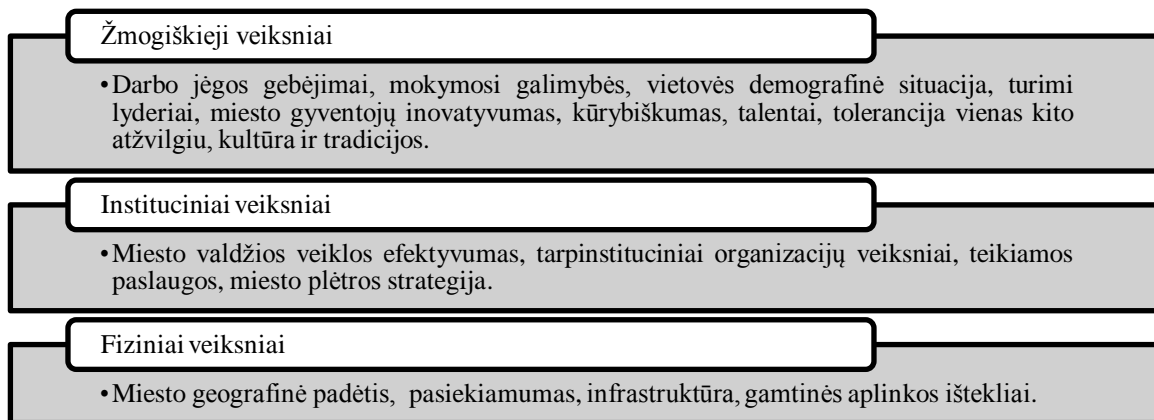 Žmogiškieji veiksniai
•Darbo jėgos gebėjimai, mokymosi galimybės, vietovės demografinė situacija, turimi
lyderiai, miesto gyventojų inovatyvumas, kūrybiškumas, talentai, tolerancija vienas kito
atžvilgiu, kultūra ir tradicijos.
Instituciniai veiksniai
•Miesto valdžios veiklos efektyvumas, tarpinstituciniai organizacijų veiksniai, teikiamos
paslaugos, miesto plėtros strategija.
Fiziniai veiksniai
•Miesto geografinė padėtis, pasiekiamumas, infrastruktūra, gamtinės aplinkos ištekliai.